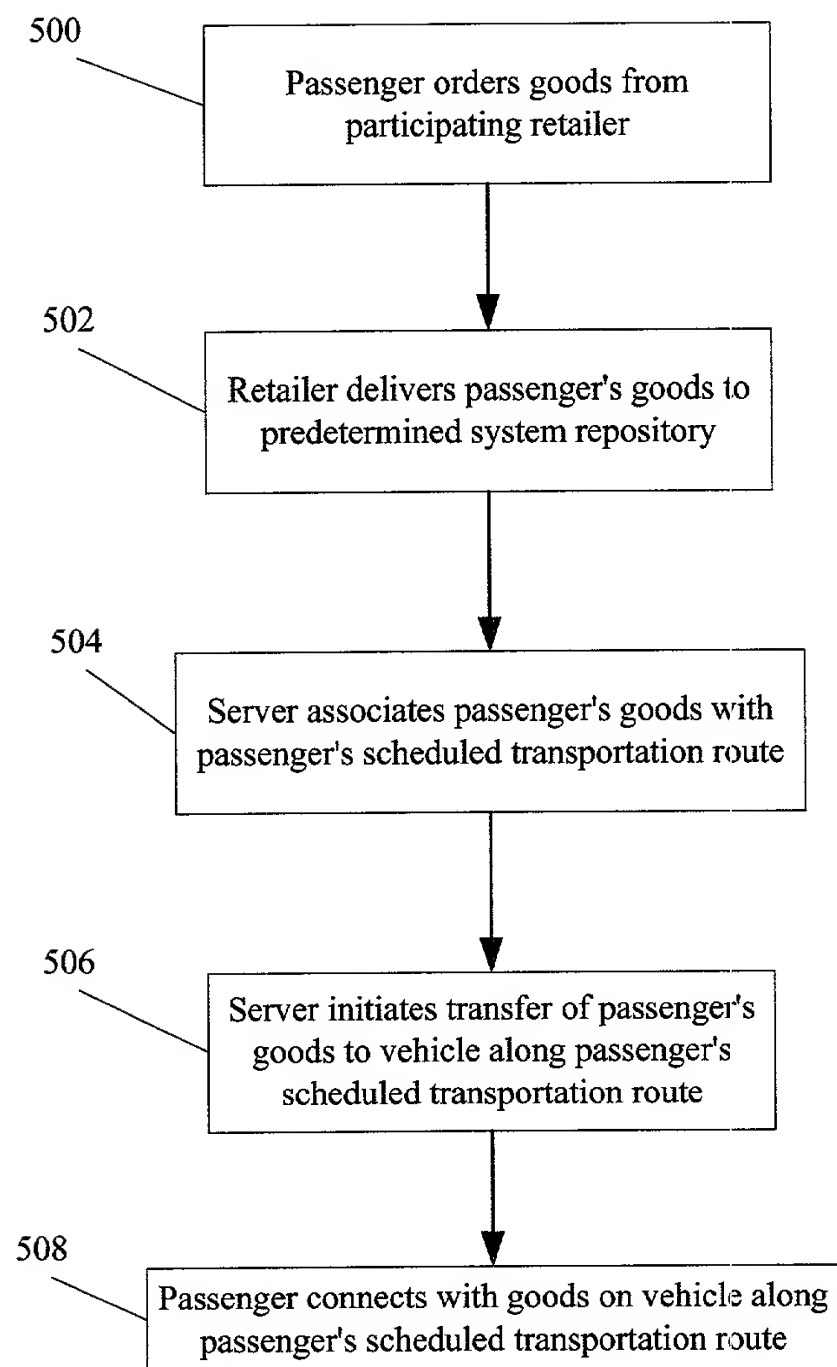 500
Passenger orders goods from
participating retailer
502
Retailer delivers passenger's goods to
predetermined system repository
504
Server associates passenger's goods with
passenger's scheduled transportation route
506
Server initiates transfer of passenger's
goods to vehicle along passenger's
scheduled transportation route
508
Passenger connects with goods on vehicle along
passenger's scheduled transportation route